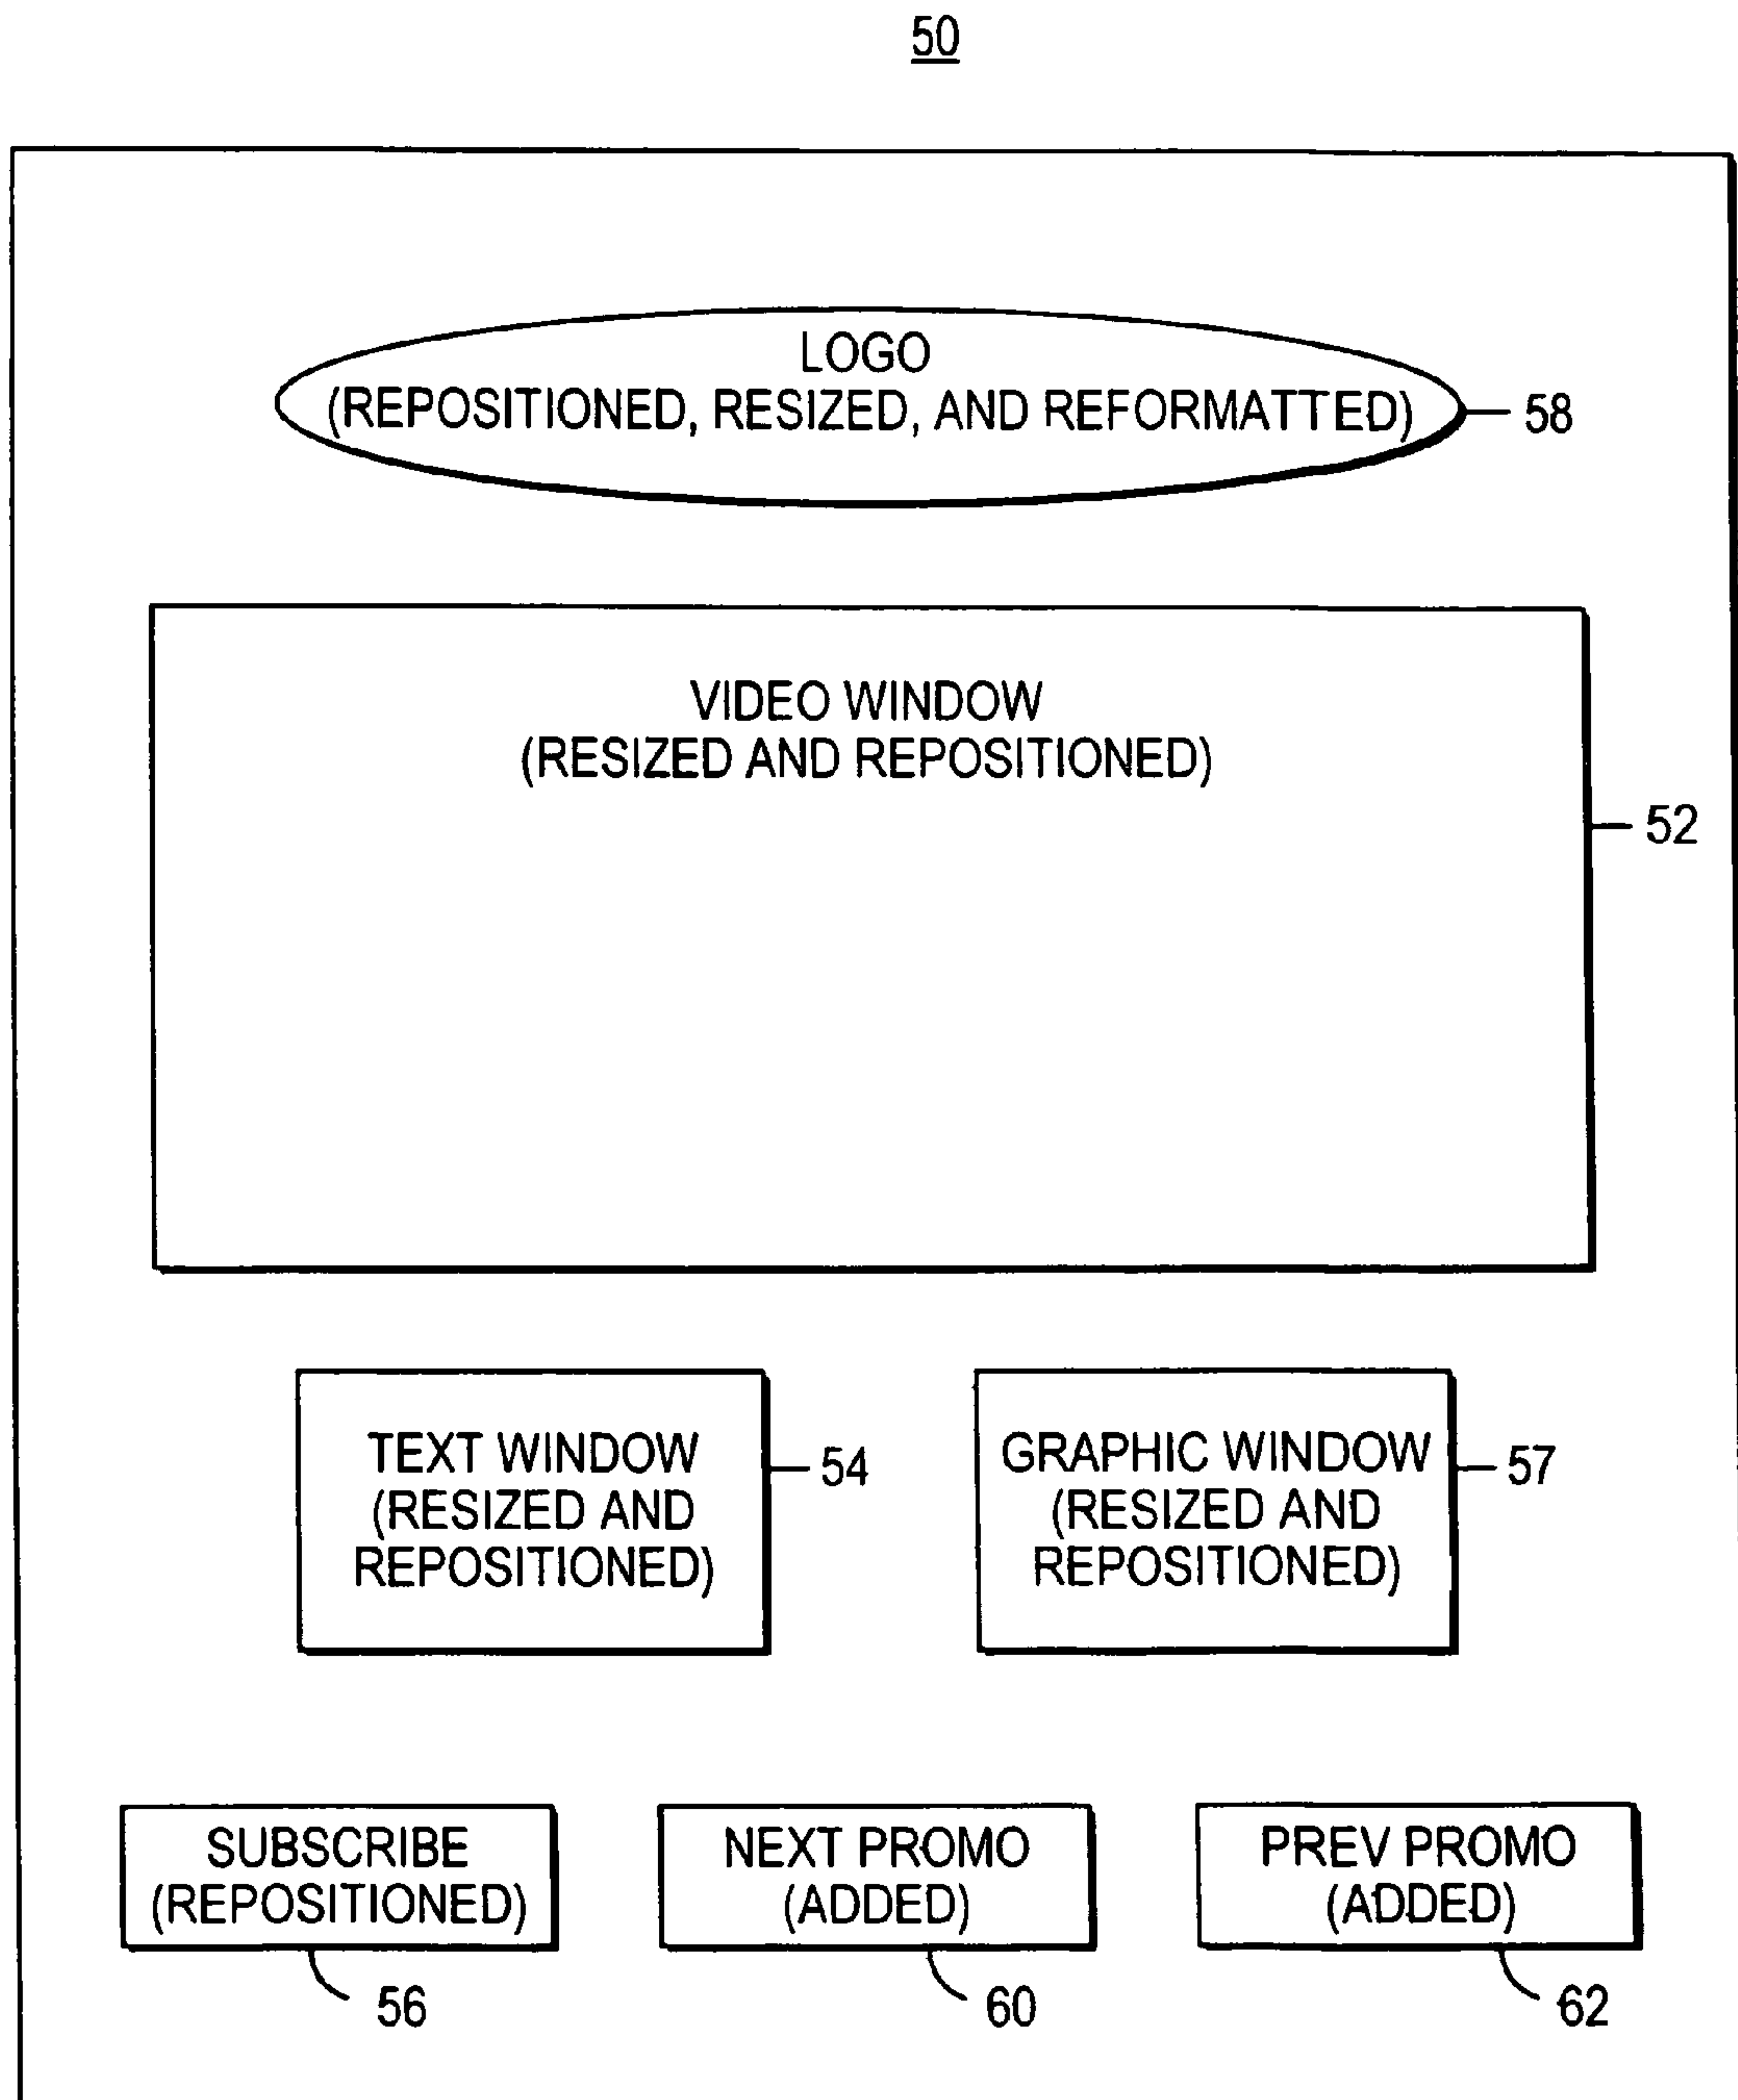 50
LOGO
(REPOSITIONED, RESIZED, AND REFORMATTED)
58
VIDEO WINDOW
(RESIZED AND REPOSITIONED)
52
TEXT WINDOW
(RESIZED AND
REPOSITIONED)
54
GRAPHIC WINDOW
(RESIZED AND
REPOSITIONED)
57
SUBSCRIBE
(REPOSITIONED)
56
NEXT PROMO
(ADDED)
60
PREV PROMO
(ADDED)
62